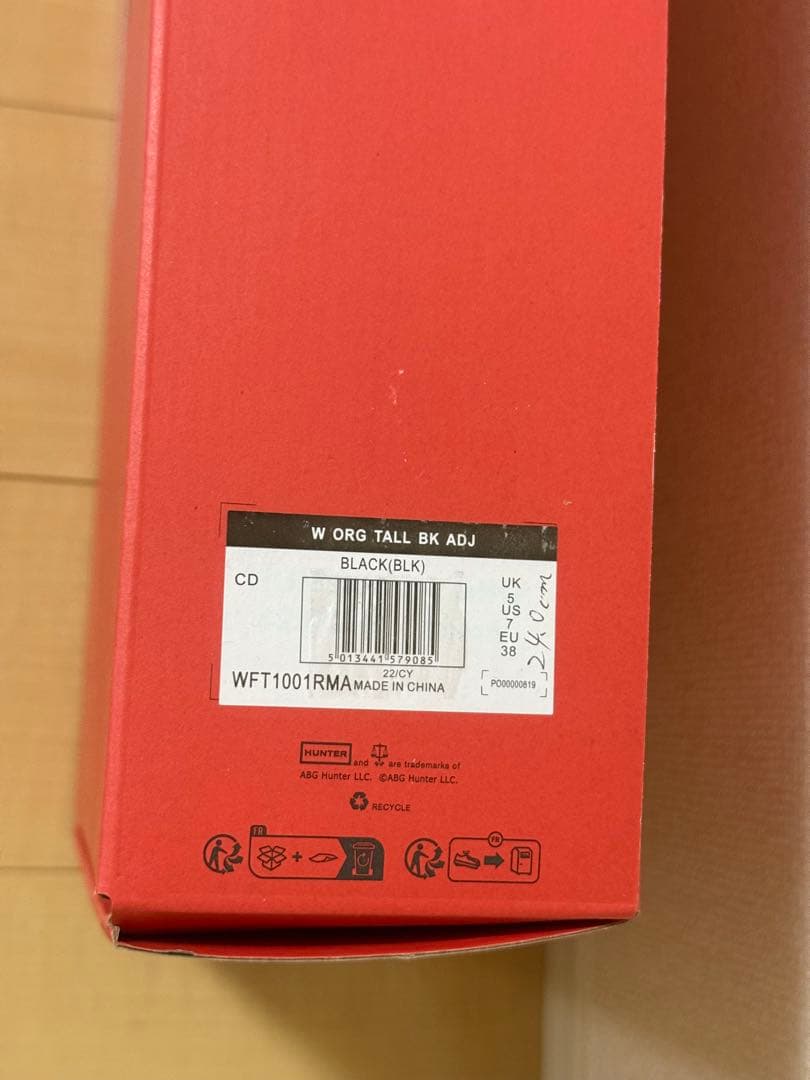 W ORG TALL BK ADJ
BLACK(BLK)
CD
5 013441 579085
UK
5
US
7
EU
38
24.0cm
22/CY
WFT1001RMA MADE IN CHINA
PO00000819
HUNTER and are trademarks of
ABG Hunter LLC. ©ABG Hunter LLC.
RECYCLE
FR
FR